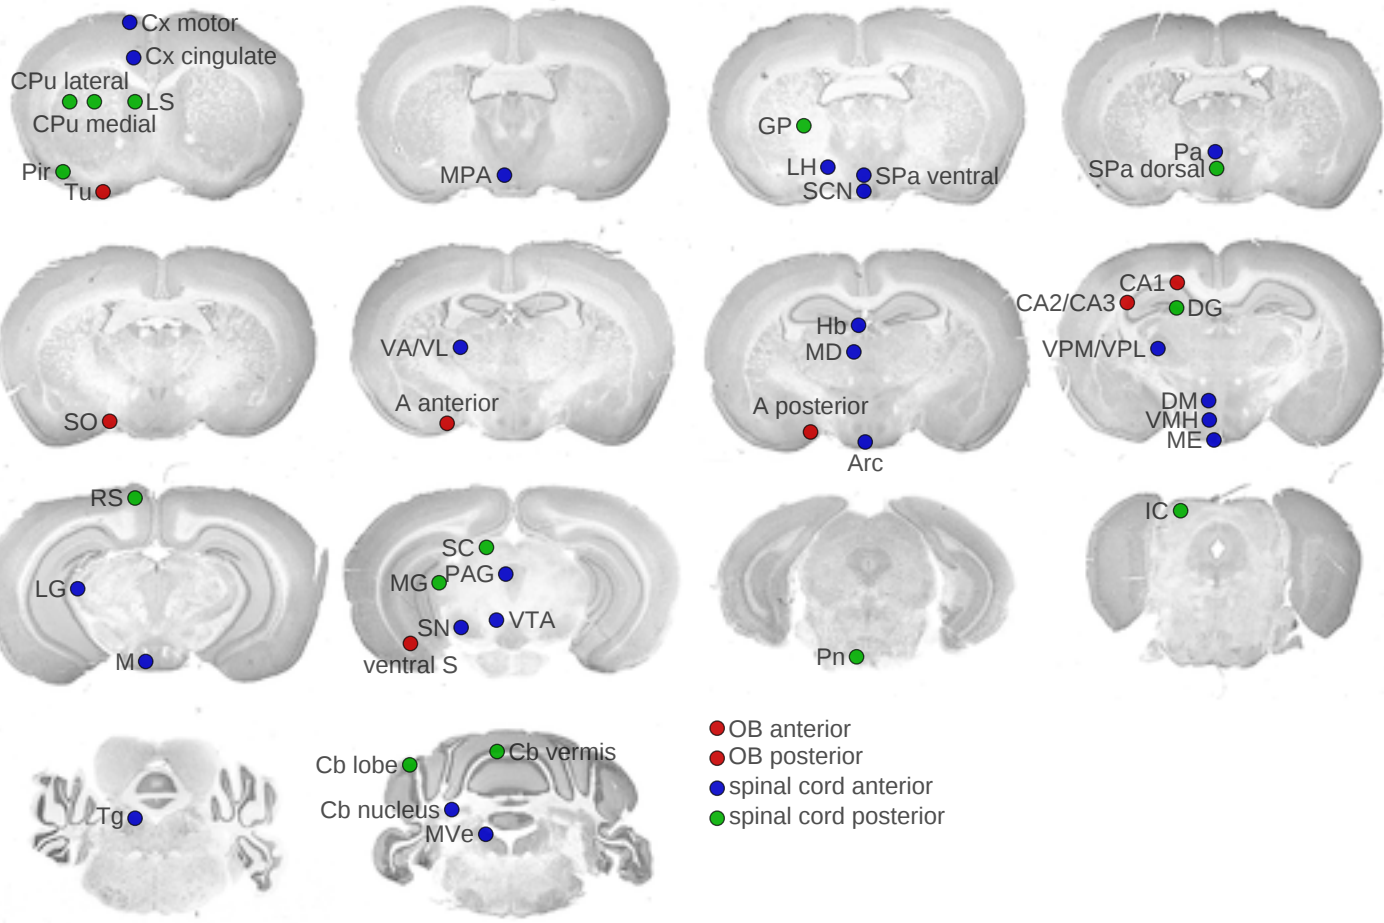 Cx motor
Cx cingulate
CPu lateral
LS
CPu medial
Pir
Tu
MPA
GP
LH
SPa ventral
SCN
Pa
SPa dorsal
SO
VA/VL
A anterior
Hb
MD
A posterior
Arc
CA1
CA2/CA3
DG
VPM/VPL
DM
VMH
ME
RS
LG
M
SC
MG
PAG
SN
VTA
ventral S
Pn
IC
Tg
Cb lobe
Cb vermis
Cb nucleus
MVe
OB anterior
OB posterior
spinal cord anterior
spinal cord posterior